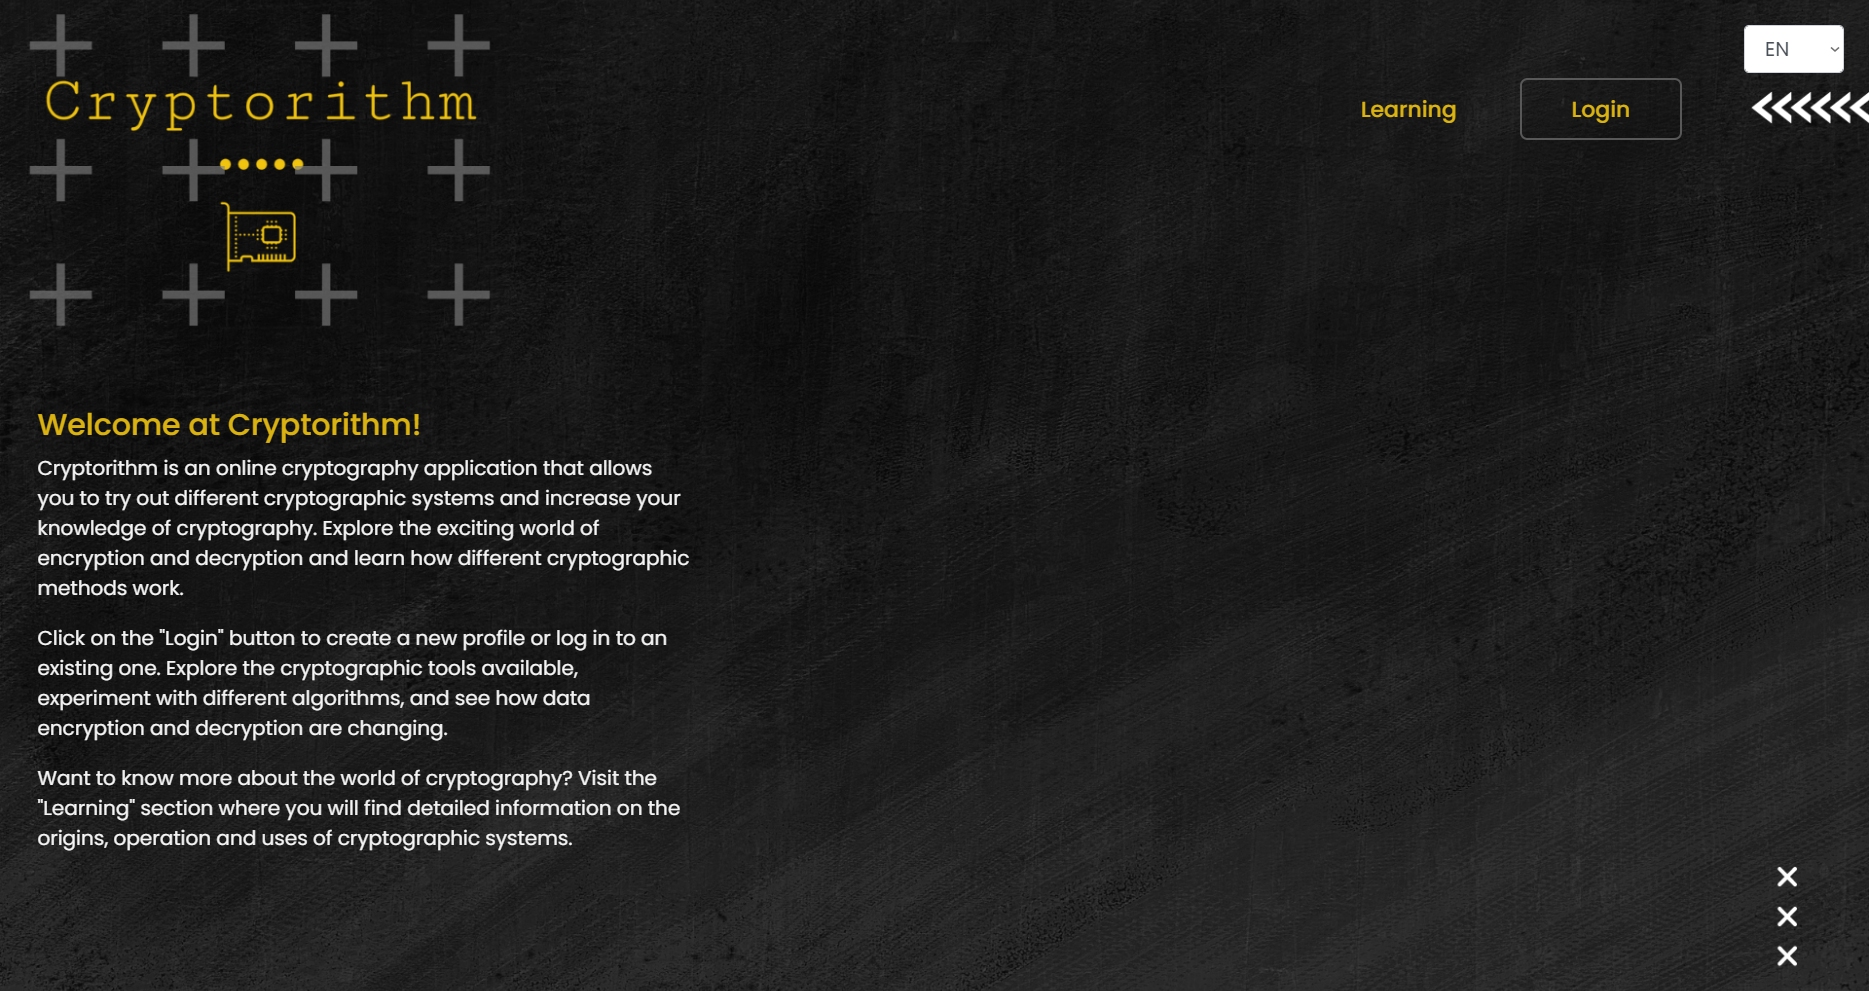 EN
Cryptorithm
Learning
Login
Welcome at Cryptorithm!
Cryptorithm is an online cryptography application that allows
you to try out different cryptographic systems and increase your
knowledge of cryptography. Explore the exciting world of
encryption and decryption and learn how different cryptographic
methods work.
Click on the "Login" button to create a new profile or log in to an
existing one. Explore the cryptographic tools available,
experiment with different algorithms, and see how data
encryption and decryption are changing.
Want to know more about the world of cryptography? Visit the
"Learning" section where you will find detailed information on the
origins, operation and uses of cryptographic systems.